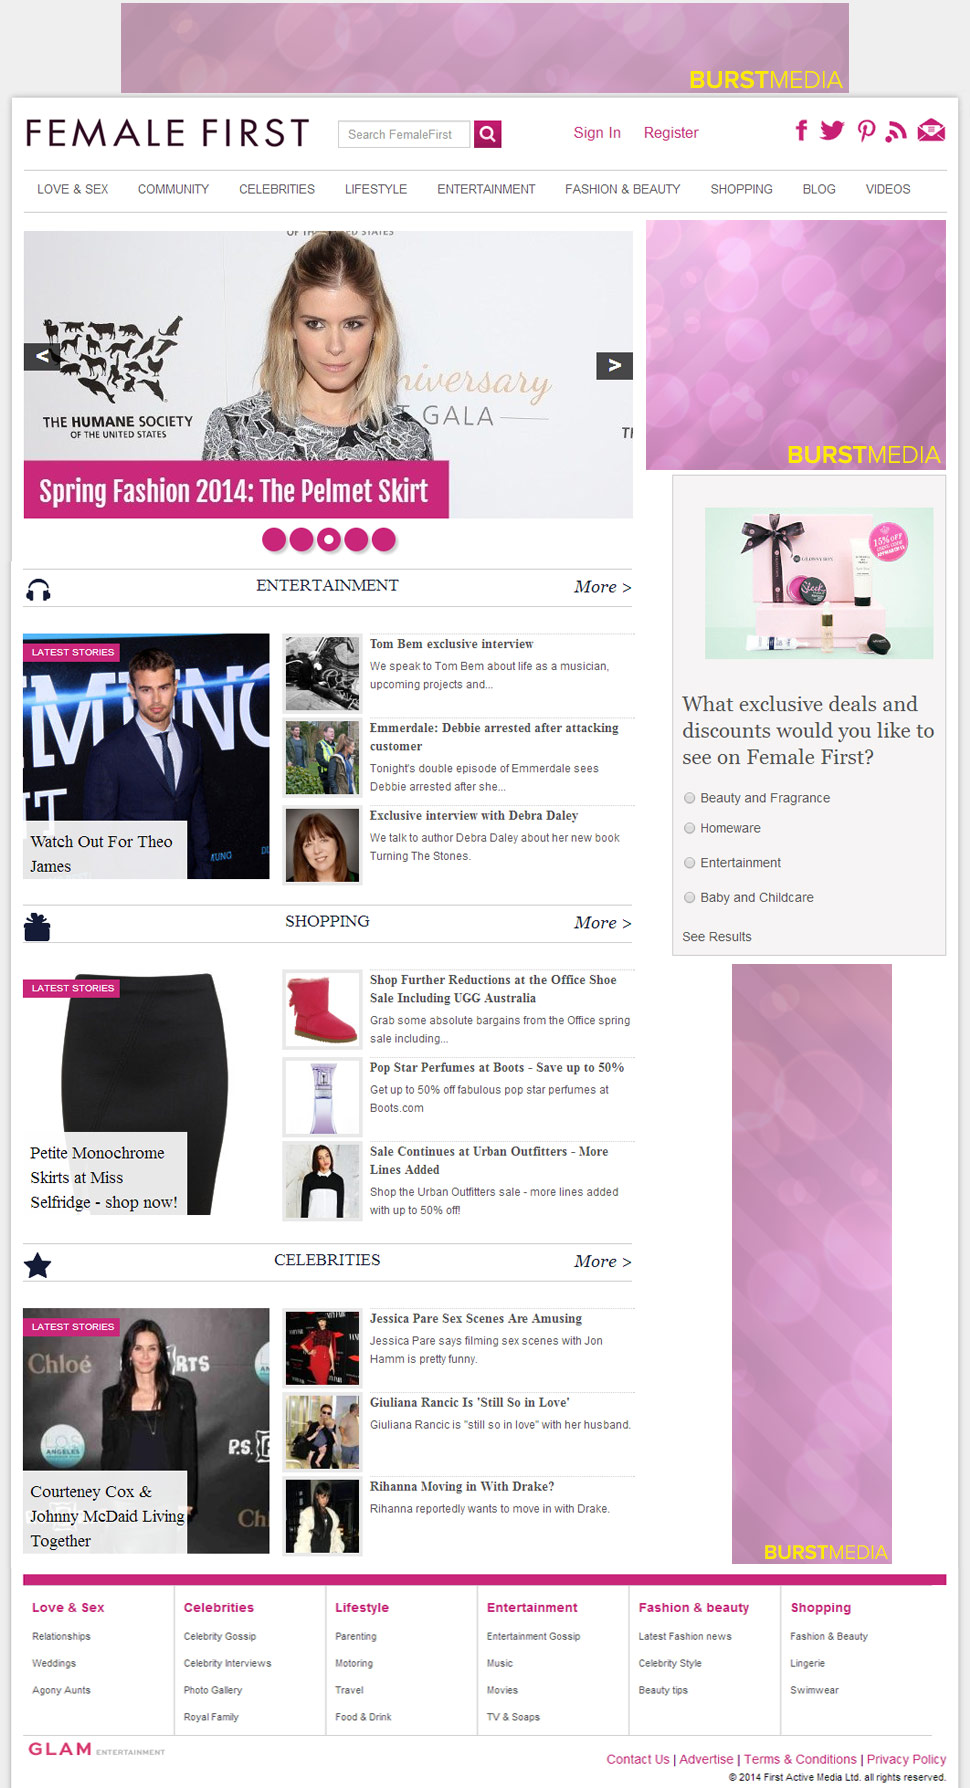 BURSTMEDIA
FEMALE FIRST
Search FemaleFirst
Sign In
Register
LOVE & SEX
COMMUNITY
CELEBRITIES
LIFESTYLE
ENTERTAINMENT
FASHION & BEAUTY
SHOPPING
BLOG
VIDEOS
THE HUMANE SOCIETY
OF THE UNITED STATES
GALA
<
>
Spring Fashion 2014: The Pelmet Skirt
BURSTMEDIA
15% OFF
GLOSSY BOX
What exclusive deals and
discounts would you like to
see on Female First?
Beauty and Fragrance
Homeware
Entertainment
Baby and Childcare
See Results
ENTERTAINMENT
More >
LATEST STORIES
Watch Out For Theo
James
Tom Bem exclusive interview
We speak to Tom Bem about life as a musician,
upcoming projects and...
Emmerdale: Debbie arrested after attacking
customer
Tonight's double episode of Emmerdale sees
Debbie arrested after she...
Exclusive interview with Debra Daley
We talk to author Debra Daley about her new book
Turning The Stones.
SHOPPING
More >
LATEST STORIES
Petite Monochrome
Skirts at Miss
Selfridge - shop now!
Shop Further Reductions at the Office Shoe
Sale Including UGG Australia
Grab some absolute bargains from the Office spring
sale including...
Pop Star Perfumes at Boots - Save up to 50%
Get up to 50% off fabulous pop star perfumes at
Boots.com
Sale Continues at Urban Outfitters - More
Lines Added
Shop the Urban Outfitters sale - more lines added
with up to 50% off!
CELEBRITIES
More >
LATEST STORIES
Chloé
ARTS
LOS
ANGELES
P.S.
Courteney Cox &
Johnny McDaid Living
Together
Jessica Pare Sex Scenes Are Amusing
Jessica Pare says filming sex scenes with Jon
Hamm is pretty funny.
Giuliana Rancic Is 'Still So in Love'
Giuliana Rancic is "still so in love" with her husband.
Rihanna Moving in With Drake?
Rihanna reportedly wants to move in with Drake.
BURSTMEDIA
Love & Sex
Relationships
Weddings
Agony Aunts
Celebrities
Celebrity Gossip
Celebrity Interviews
Photo Gallery
Royal Family
Lifestyle
Parenting
Motoring
Travel
Food & Drink
Entertainment
Entertainment Gossip
Music
Movies
TV & Soaps
Fashion & beauty
Latest Fashion news
Celebrity Style
Beauty tips
Shopping
Fashion & Beauty
Lingerie
Swimwear
GLAM ENTERTAINMENT
Contact Us | Advertise | Terms & Conditions | Privacy Policy
© 2014 First Active Media Ltd. all rights reserved.